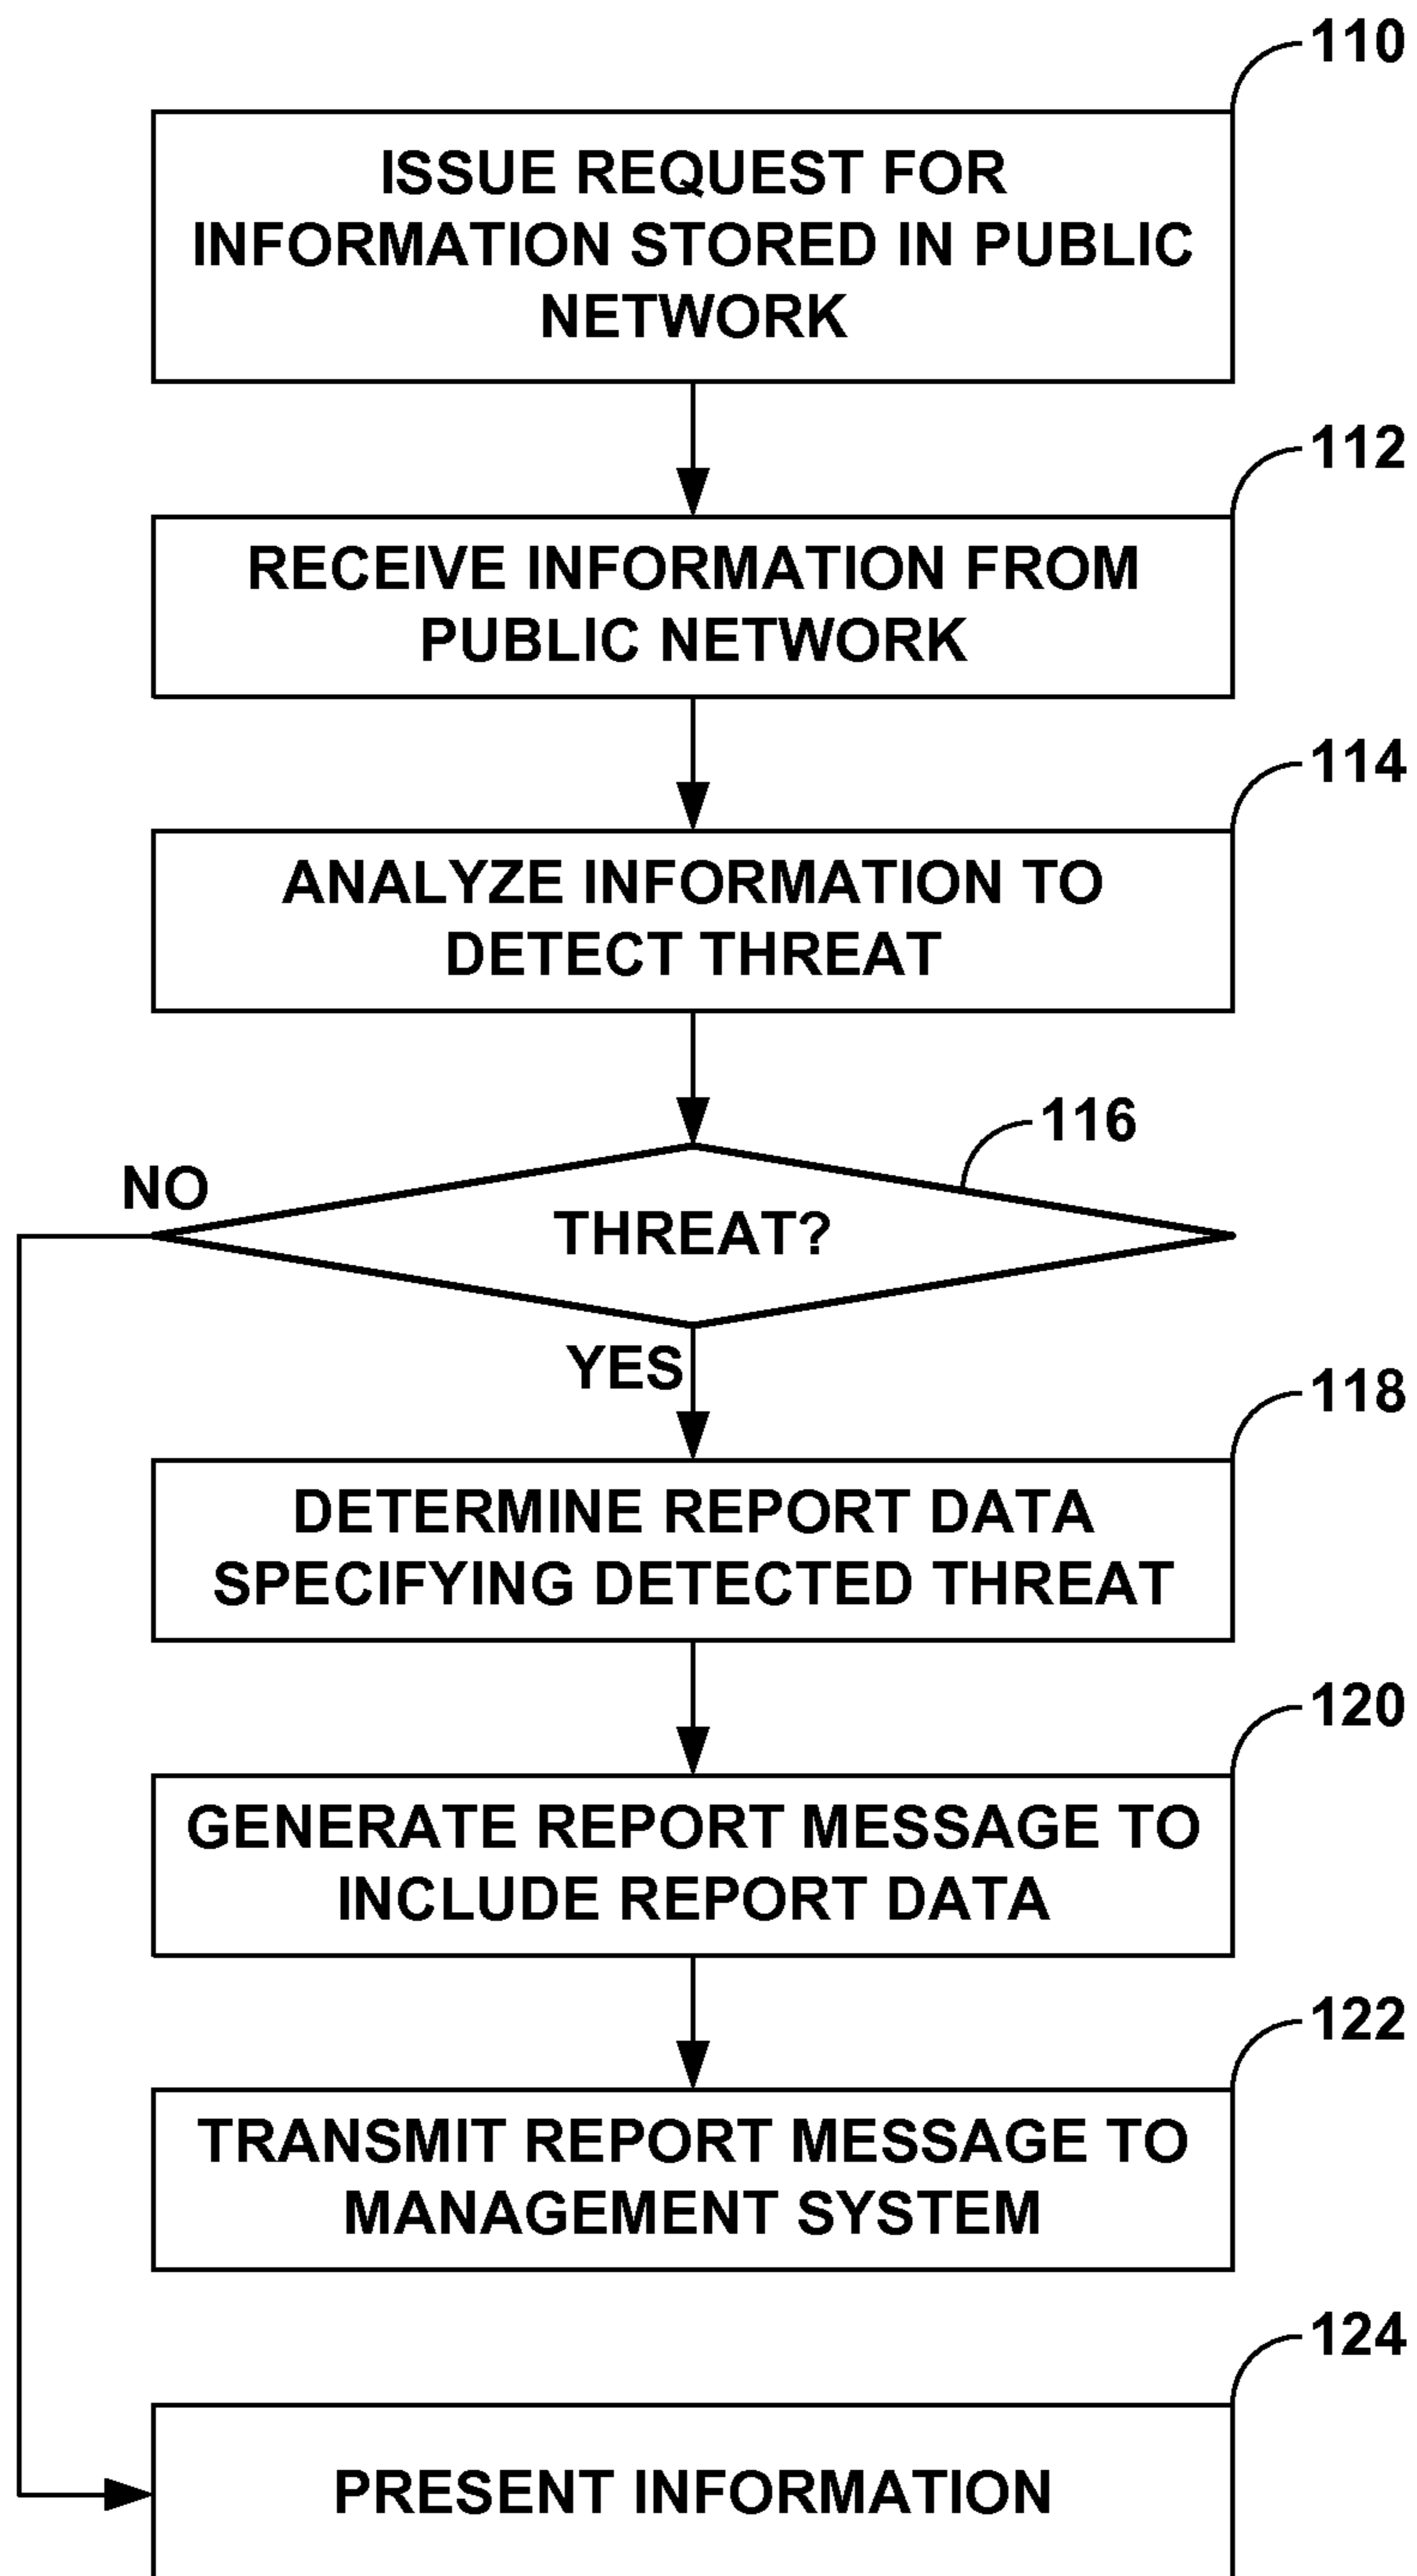 110
ISSUE REQUEST FOR
INFORMATION STORED IN PUBLIC
NETWORK
112
RECEIVE INFORMATION FROM
PUBLIC NETWORK
114
ANALYZE INFORMATION TO
DETECT THREAT
116
NO
THREAT?
YES
118
DETERMINE REPORT DATA
SPECIFYING DETECTED THREAT
120
GENERATE REPORT MESSAGE TO
INCLUDE REPORT DATA
122
TRANSMIT REPORT MESSAGE TO
MANAGEMENT SYSTEM
124
PRESENT INFORMATION